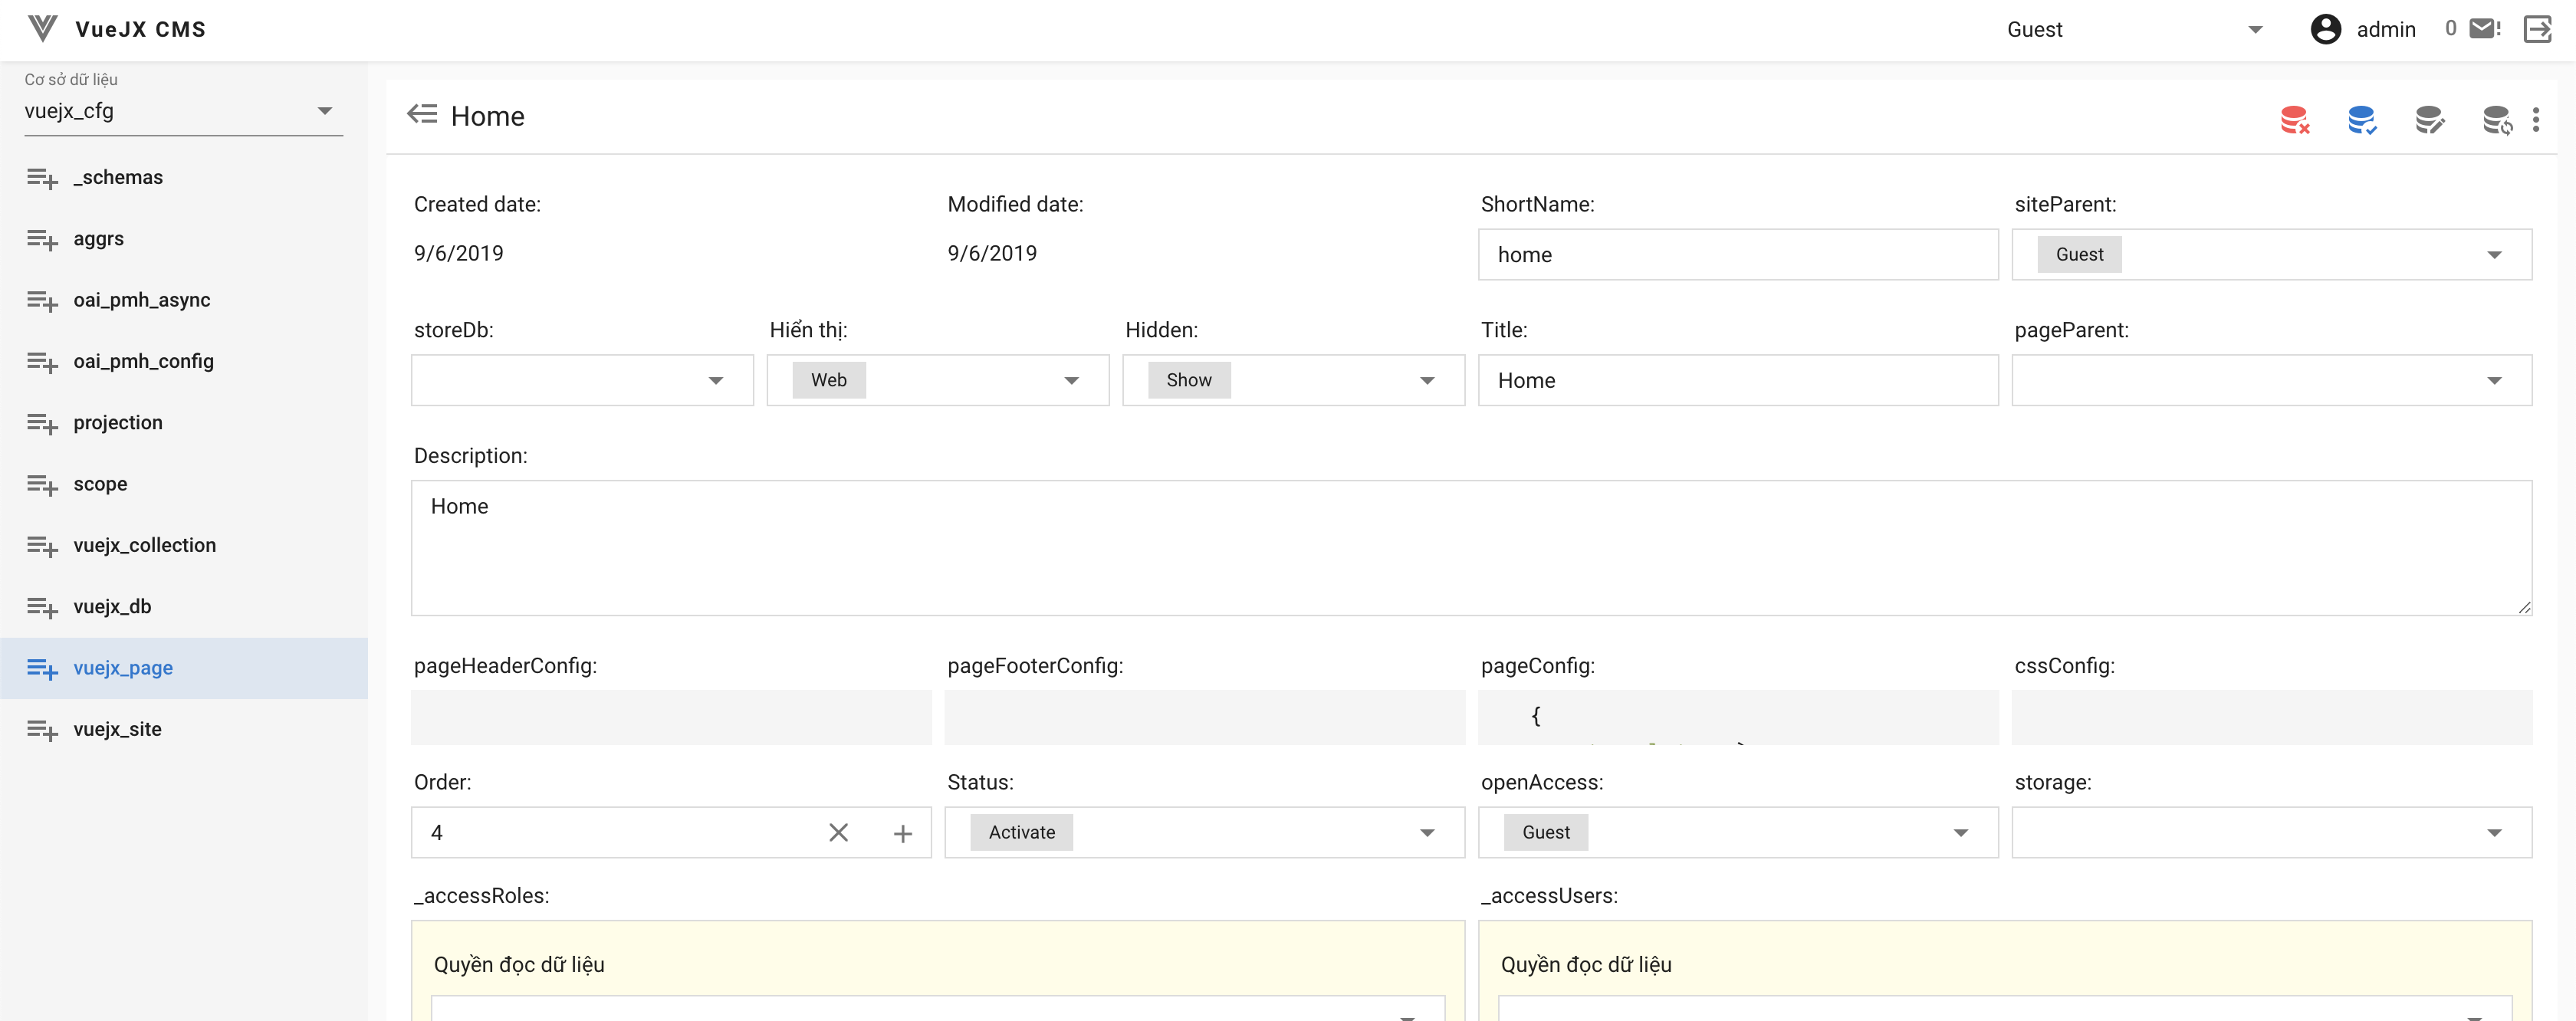 VueJX CMS
Guest
admin
0
Cơ sở dữ liệu
vuejx_cfg
_schemas
aggrs
oai_pmh_async
oai_pmh_config
projection
scope
vuejx_collection
vuejx_db
vuejx_page
vuejx_site
Home
Created date:
Modified date:
ShortName:
siteParent:
9/6/2019
9/6/2019
home
Guest
storeDb:
Hiển thị:
Hidden:
Title:
pageParent:
Web
Show
Home
Description:
Home
pageHeaderConfig:
pageFooterConfig:
pageConfig:
cssConfig:
{
Order:
Status:
openAccess:
storage:
4
Activate
Guest
_accessRoles:
_accessUsers:
Quyền đọc dữ liệu
Quyền đọc dữ liệu